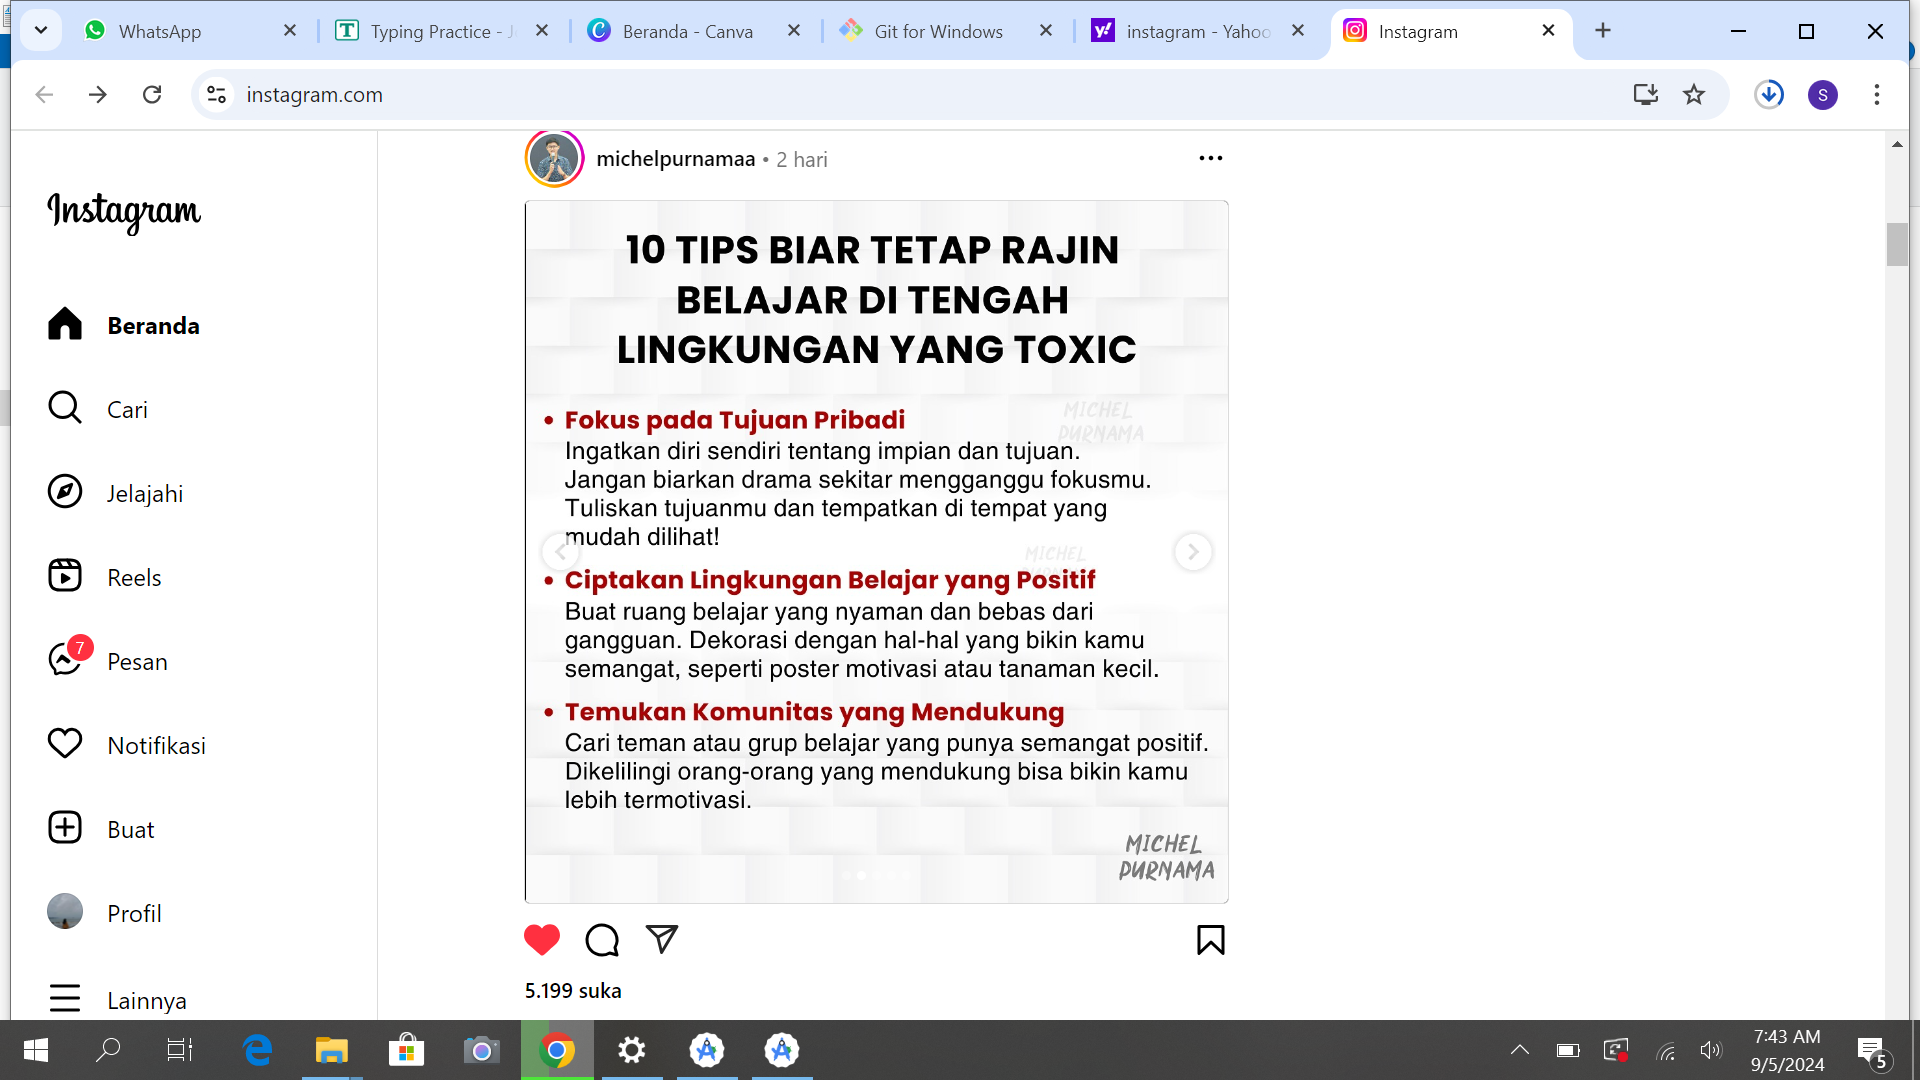 WhatsApp
Typing Practice - J
Beranda - Canva
Git for Windows
instagram - Yahoo
Instagram
instagram.com
S
Instagram
Beranda
Cari
Jelajahi
Reels
7
Pesan
Notifikasi
Buat
Profil
Lainnya
michelpurnamaa • 2 hari
10 TIPS BIAR TETAP RAJIN
BELAJAR DI TENGAH
LINGKUNGAN YANG TOXIC
• Fokus pada Tujuan Pribadi
Ingatkan diri sendiri tentang impian dan tujuan.
Jangan biarkan drama sekitar mengganggu fokusmu.
Tuliskan tujuanmu dan tempatkan di tempat yang
mudah dilihat!
• Ciptakan Lingkungan Belajar yang Positif
Buat ruang belajar yang nyaman dan bebas dari
gangguan. Dekorasi dengan hal-hal yang bikin kamu
semangat, seperti poster motivasi atau tanaman kecil.
• Temukan Komunitas yang Mendukung
Cari teman atau grup belajar yang punya semangat positif.
Dikelilingi orang-orang yang mendukung bisa bikin kamu
lebih termotivasi.
MICHEL
PURNAMA
MICHEL
PURNAMA
MICHEL
5.199 suka
7:43 AM
9/5/2024
5